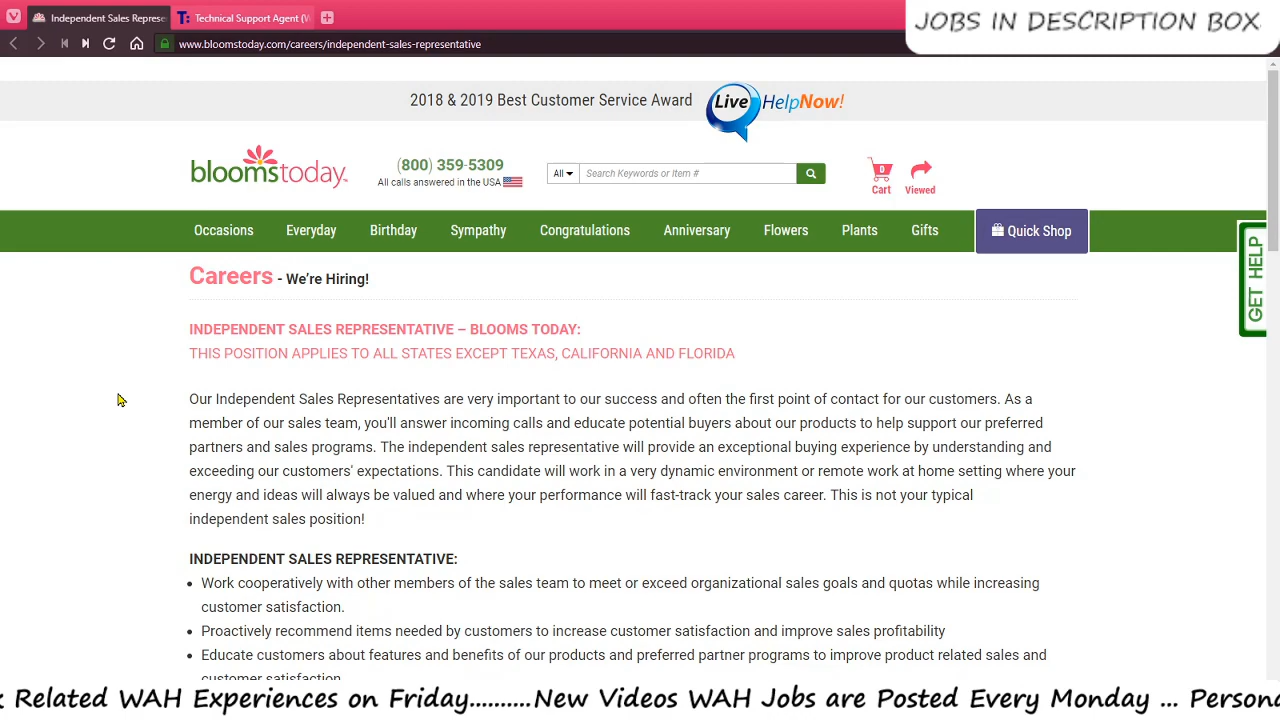 Independent Sales Represe
Technical Support Agent (V
JOBS IN DESCRIPTION BOX.
www.bloomstoday.com/careers/independent-sales-representative
2018 & 2019 Best Customer Service Award
Live HelpNow!
bloomstoday.
(800) 359-5309
All calls answered in the USA
All
Search Keywords or Item #
0
Cart
Viewed
Occasions Everyday Birthday Sympathy Congratulations Anniversary Flowers Plants Gifts Quick Shop
GET HELP
Careers - We're Hiring!
INDEPENDENT SALES REPRESENTATIVE – BLOOMS TODAY:
THIS POSITION APPLIES TO ALL STATES EXCEPT TEXAS, CALIFORNIA AND FLORIDA
Our Independent Sales Representatives are very important to our success and often the first point of contact for our customers. As a
member of our sales team, you'll answer incoming calls and educate potential buyers about our products to help support our preferred
partners and sales programs. The independent sales representative will provide an exceptional buying experience by understanding and
exceeding our customers' expectations. This candidate will work in a very dynamic environment or remote work at home setting where your
energy and ideas will always be valued and where your performance will fast-track your sales career. This is not your typical
independent sales position!
INDEPENDENT SALES REPRESENTATIVE:
• Work cooperatively with other members of the sales team to meet or exceed organizational sales goals and quotas while increasing
customer satisfaction.
• Proactively recommend items needed by customers to increase customer satisfaction and improve sales profitability
• Educate customers about features and benefits of our products and preferred partner programs to improve product related sales and
customer satisfaction
k Related WAH Experiences on Friday..........New Videos WAH Jobs are Posted Every Monday ... Persona